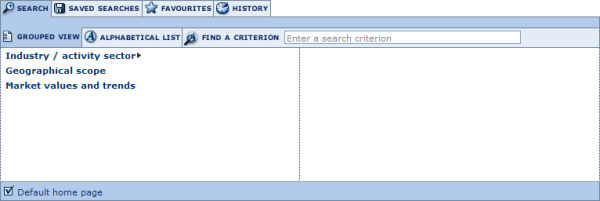 SEARCH SAVED SEARCHES FAVOURITES HISTORY
GROUPED VIEW ALPHABETICAL LIST FIND A CRITERION Enter a search criterion
Industry / activity sector
Geographical scope
Market values and trends
Default home page